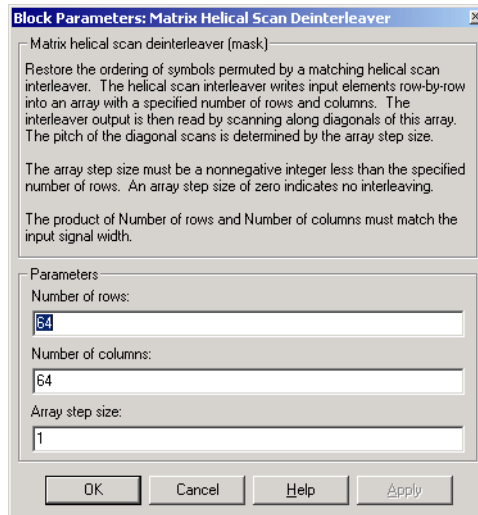 Block Parameters: Matrix Helical Scan Deinterleaver
Matrix helical scan deinterleaver (mask)
Restore the ordering of symbols permuted by a matching helical scan
interleaver. The helical scan interleaver writes input elements row-by-row
into an array with a specified number of rows and columns. The
interleaver output is then read by scanning along diagonals of this array.
The pitch of the diagonal scans is determined by the array step size.
The array step size must be a nonnegative integer less than the specified
number of rows. An array step size of zero indicates no interleaving.
The product of Number of rows and Number of columns must match the
input signal width.
Parameters
Number of rows:
64
Number of columns:
64
Array step size:
1
OK Cancel Help Apply